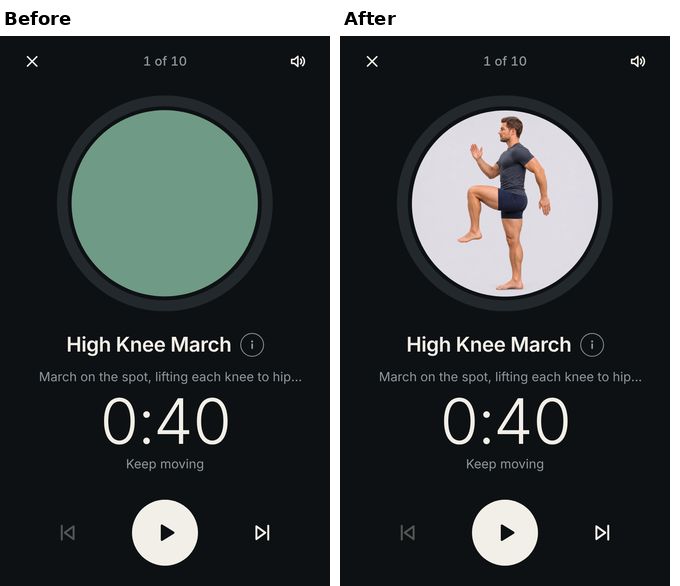 Before
1 of 10
High Knee March
March on the spot, lifting each knee to hip...
0:40
Keep moving
After
1 of 10
High Knee March
March on the spot, lifting each knee to hip...
0:40
Keep moving